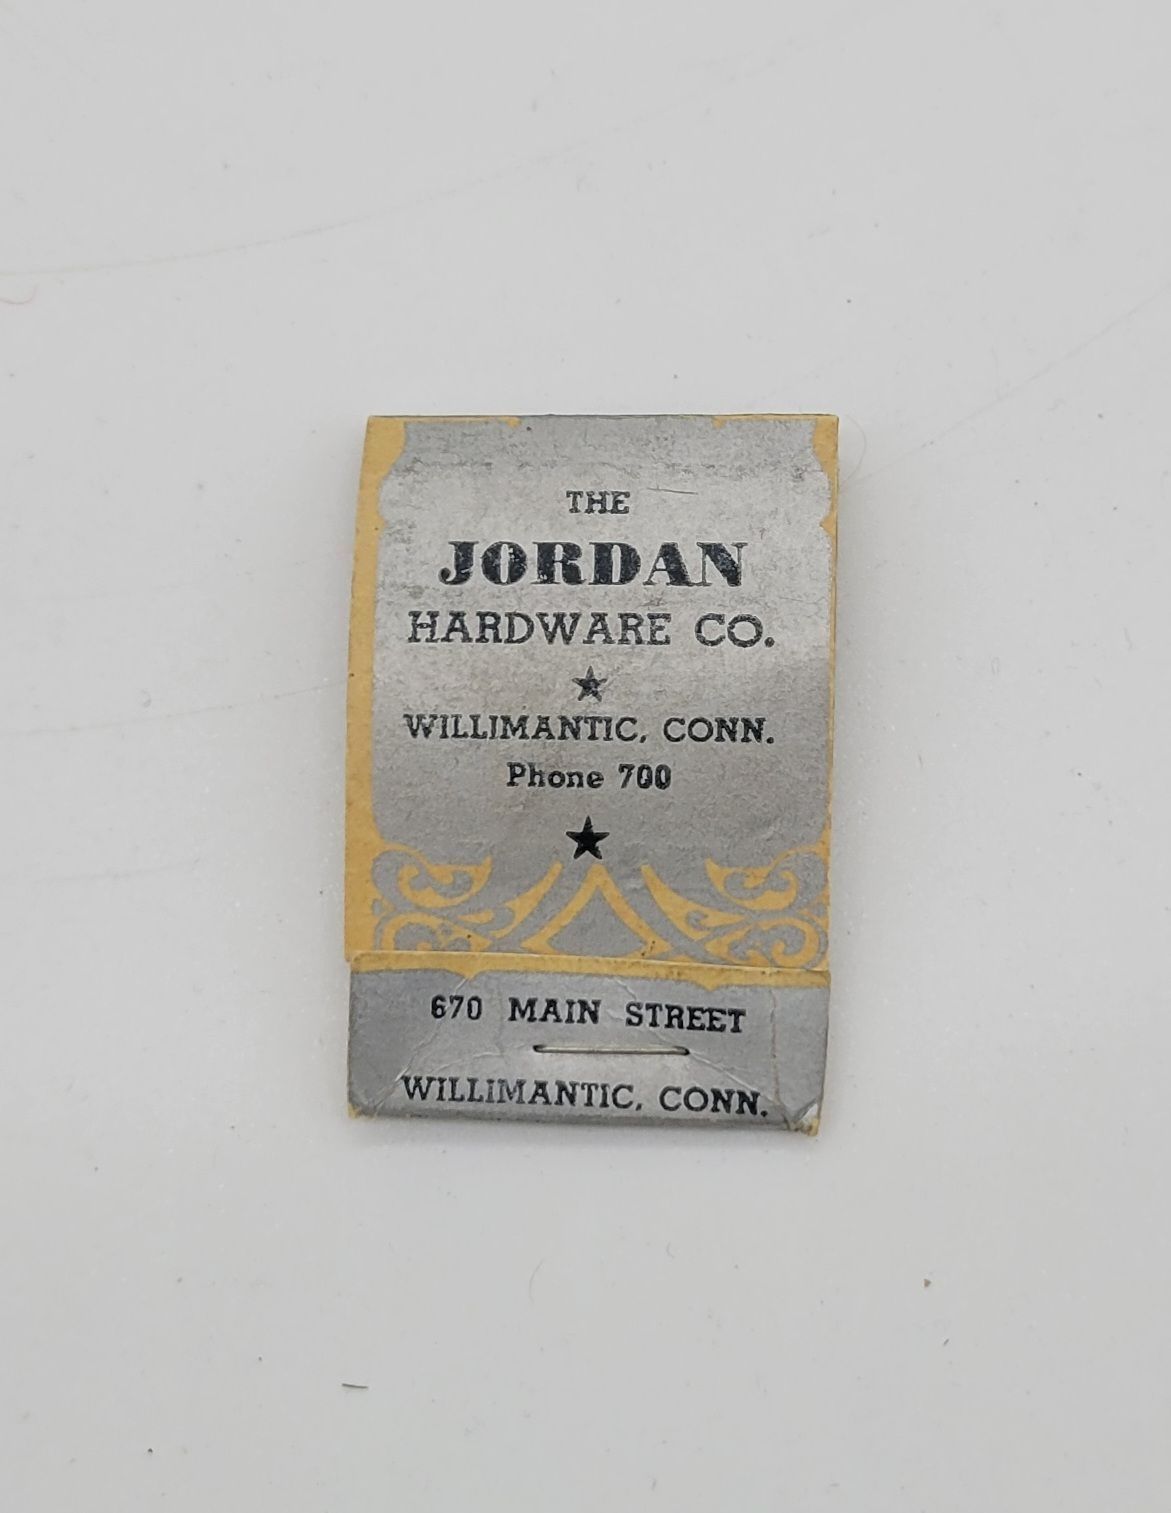 THE
JORDAN
HARDWARE CO.
WILLIMANTIC, CONN.
Phone 700
670 MAIN STREET
WILLIMANTIC, CONN.